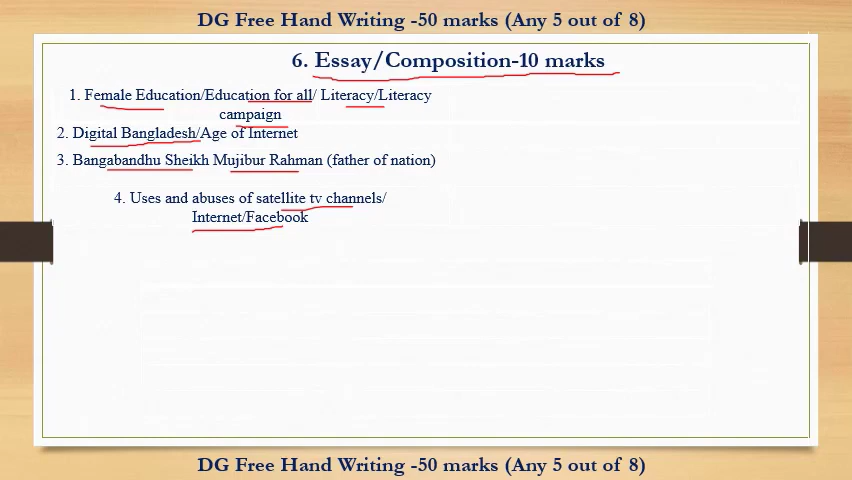 DG Free Hand Writing -50 marks (Any 5 out of 8)
6. Essay/Composition-10 marks
1. Female Education/Education for all/ Literacy/Literacy
campaign
2. Digital Bangladesh/Age of Internet
3. Bangabandhu Sheikh Mujibur Rahman (father of nation)
4. Uses and abuses of satellite tv channels/
Internet/Facebook
DG Free Hand Writing -50 marks (Any 5 out of 8)